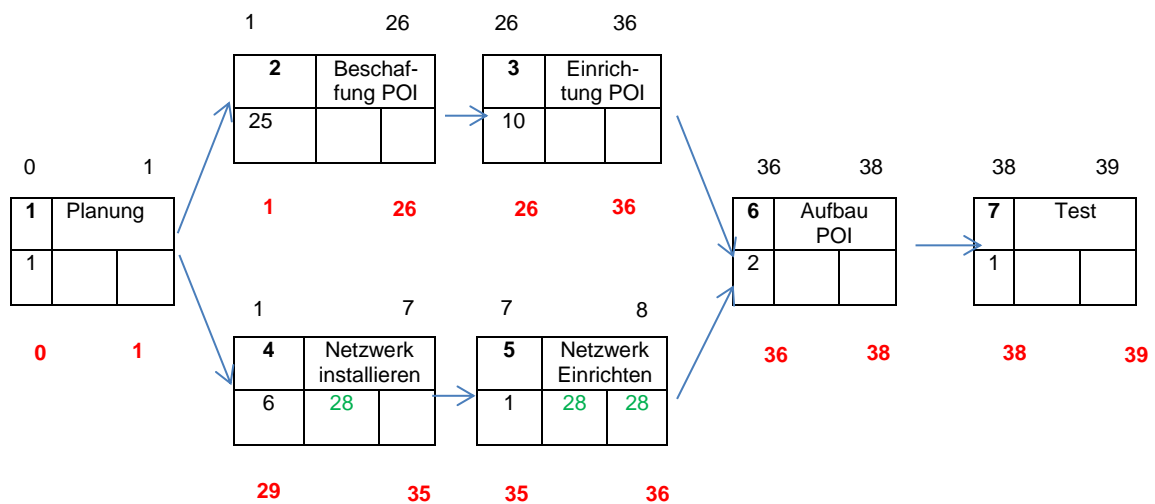 1 26 26 36
2 Beschaf-
fung POI
3 Einrich-
tung POI
25
10
0 1
36 38 38 39
1 26 26 36
1 Planung
6 Aufbau
POI
7 Test
1
2
1
1 7 7 8
0 1
4 Netzwerk
installieren
5 Netzwerk
Einrichten
36 38 38 39
6 28
1 28 28
29 35 35 36